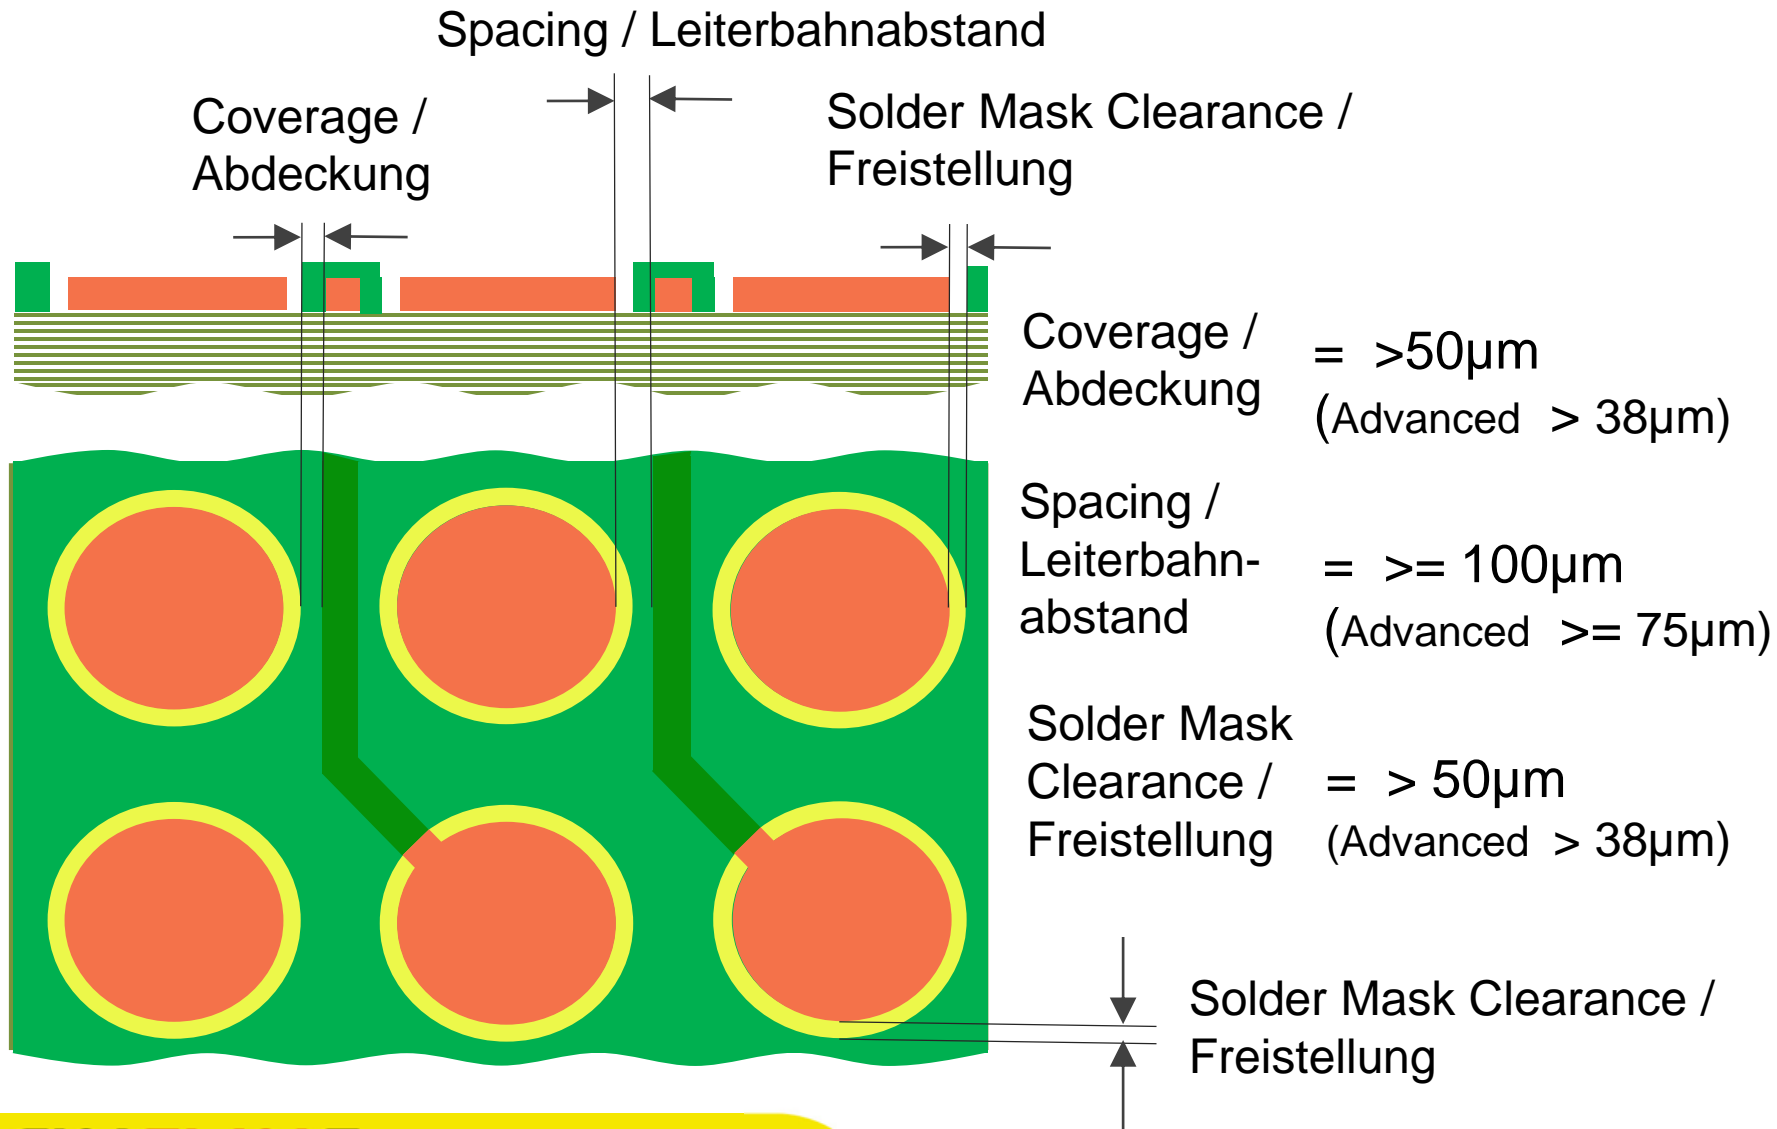 Spacing / Leiterbahnabstand
Coverage /
Abdeckung
Solder Mask Clearance /
Freistellung
Coverage /
Abdeckung
= >50µm
(Advanced > 38µm)
Spacing /
Leiterbahn-
abstand
= >= 100µm
(Advanced >= 75µm)
Solder Mask
Clearance /
Freistellung
= > 50µm
(Advanced > 38µm)
Solder Mask Clearance /
Freistellung